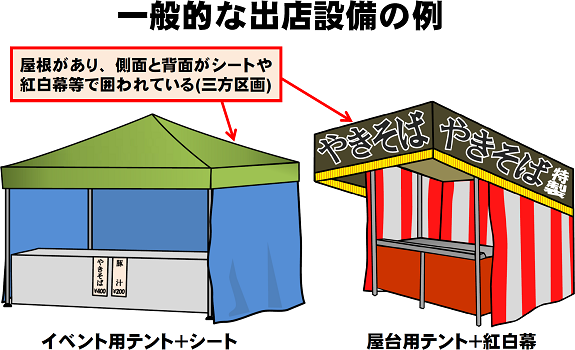 一般的な出店設備の例
屋根があり、側面と背面がシートや
紅白幕等で囲われている(三方区画)
やきそば
やきそば
特製
やきそば
¥400
豚汁
¥200
イベント用テント+シート
屋台用テント+紅白幕